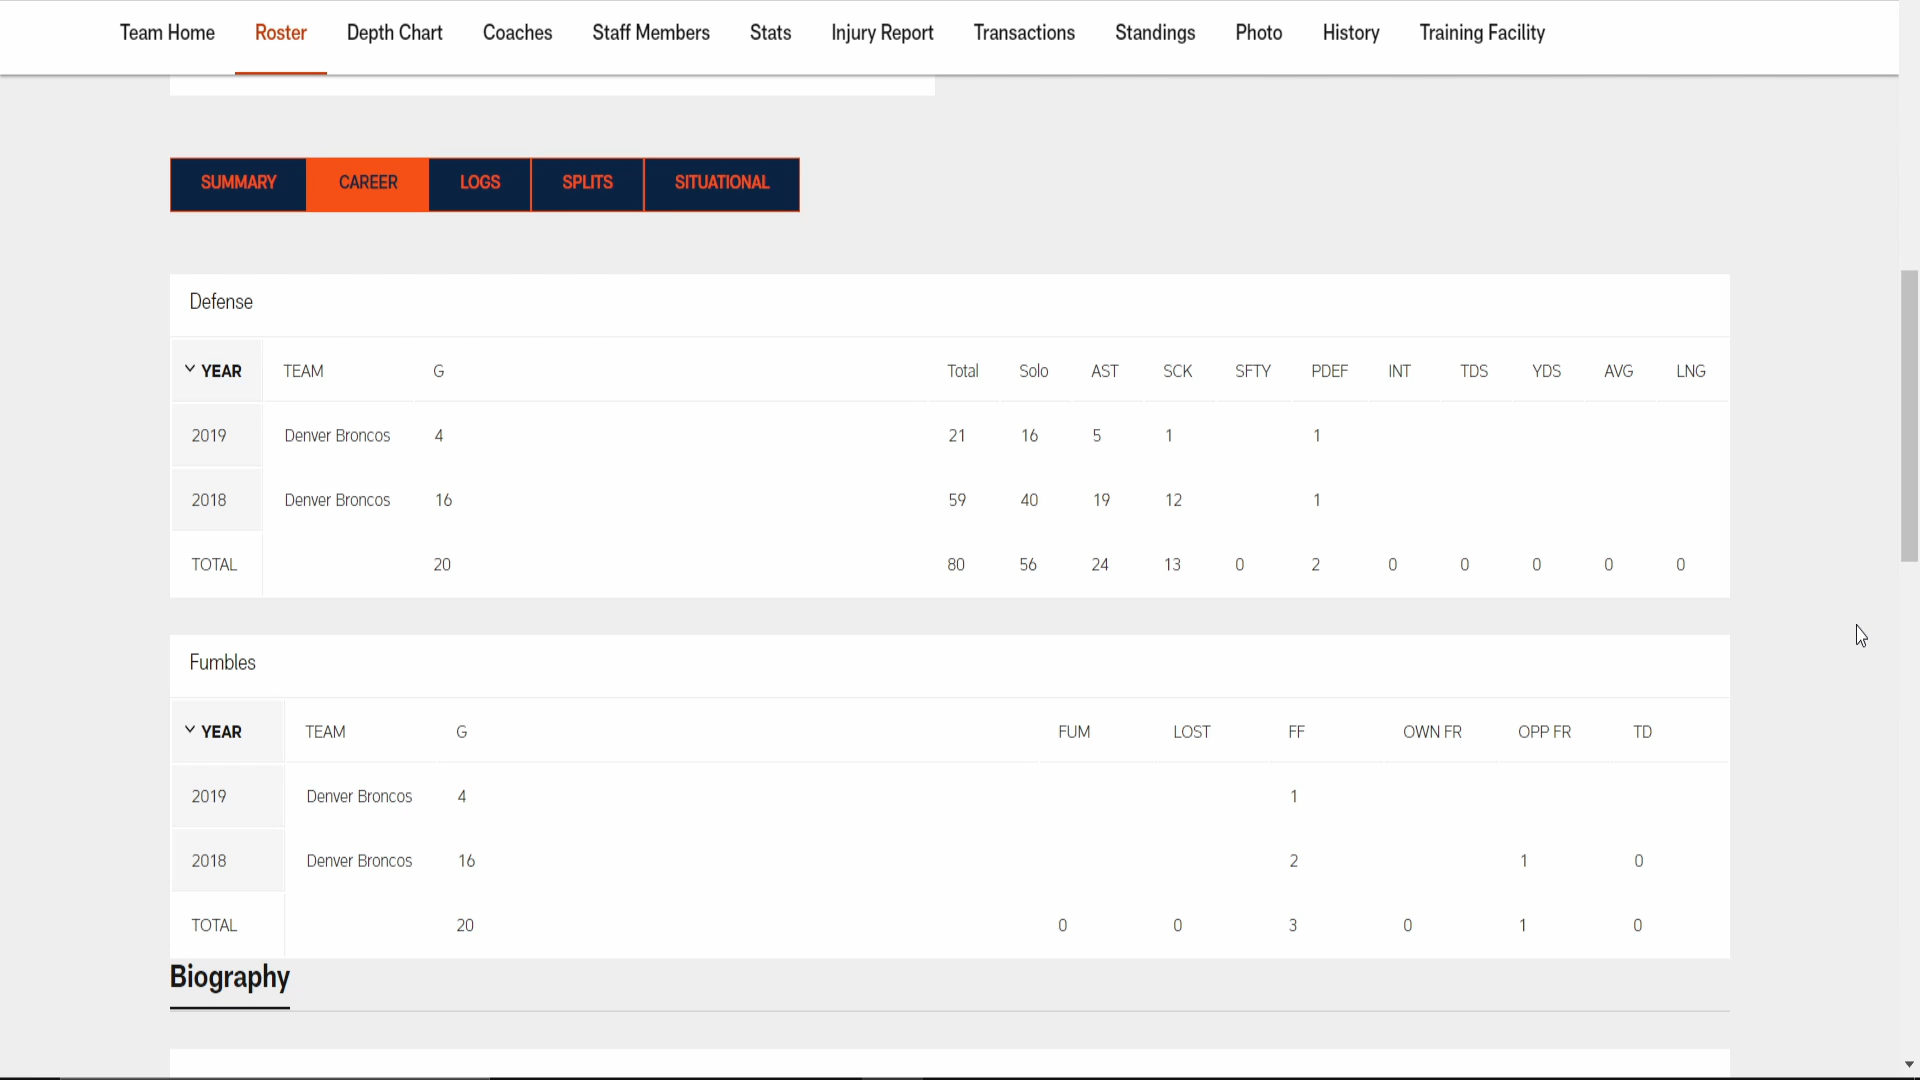 Team Home Roster Depth Chart Coaches Staff Members Stats Injury Report Transactions Standings Photo History Training Facility
SUMMARY CAREER LOGS SPLITS SITUATIONAL
Defense
YEAR TEAM G Total Solo AST SCK SFTY PDEF INT TDS YDS AVG LNG
2019 Denver Broncos 4 21 16 5 1 1
2018 Denver Broncos 16 59 40 19 12 1
TOTAL 20 80 56 24 13 0 2 0 0 0 0 0
Fumbles
YEAR TEAM G FUM LOST FF OWN FR OPP FR TD
2019 Denver Broncos 4 1
2018 Denver Broncos 16 2 1 0
TOTAL 20 0 0 3 0 1 0
Biography